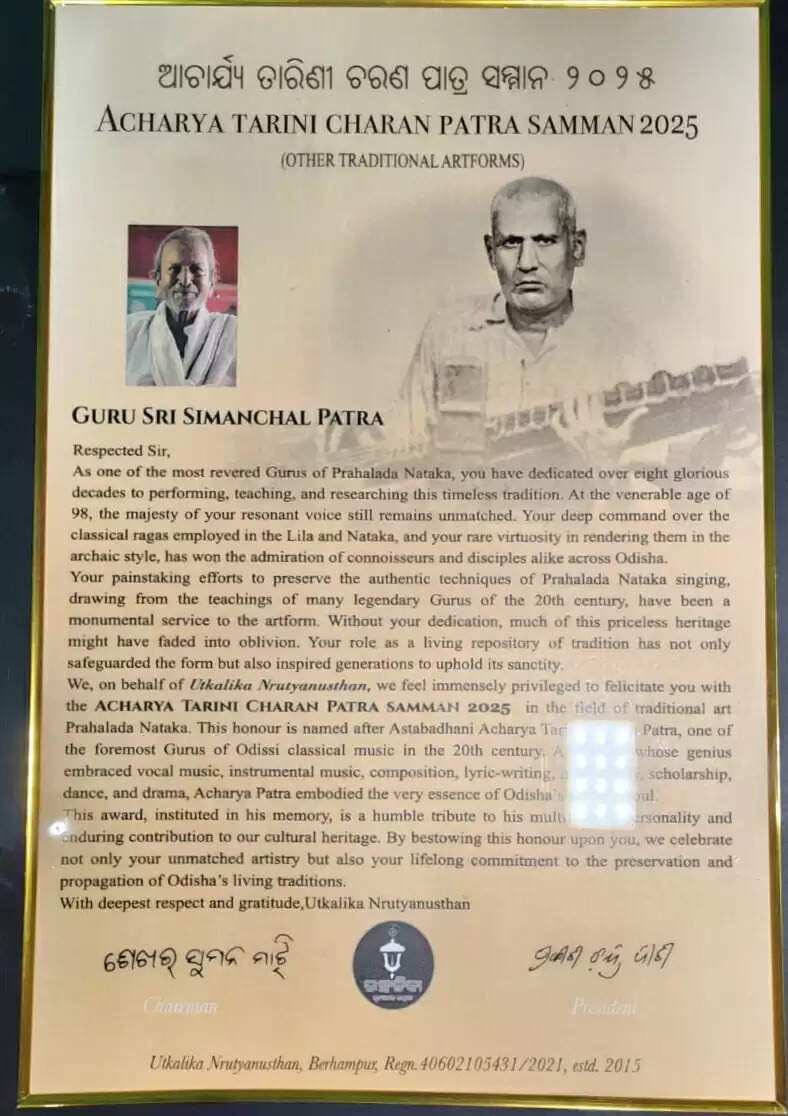 ଆଚାର୍ଯ୍ୟ ତାରିଣୀ ଚରଣ ପାତ୍ର ସମ୍ମାନ ୨୦୨୫
ACHARYA TARINI CHARAN PATRA SAMMAN 2025
(OTHER TRADITIONAL ARTFORMS)
GURU SRI SIMANCHAL PATRA
Respected Sir,
As one of the most revered Gurus of Prahalada Nataka, you have dedicated over eight glorious
decades to performing, teaching, and researching this timeless tradition. At the venerable age of
98, the majesty of your resonant voice still remains unmatched. Your deep command over the
classical ragas employed in the Lila and Nataka, and your rare virtuosity in rendering them in the
archaic style, has won the admiration of connoisseurs and disciples alike across Odisha.
Your painstaking efforts to preserve the authentic techniques of Prahalada Nataka singing,
drawing from the teachings of many legendary Gurus of the 20th century, have been a
monumental service to the artform. Without your dedication, much of this priceless heritage
might have faded into oblivion. Your role as a living repository of tradition has not only
safeguarded the form but also inspired generations to uphold its sanctity.
We, on behalf of Utkalika Nrutyanusthan, we feel immensely privileged to felicitate you with
the ACHARYA TARINI CHARAN PATRA SAMMAN 2025 in the field of traditional art
Prahalada Nataka. This honour is named after Astabadhani Acharya Patra, one of
the foremost Gurus of Odissi classical music in the 20th century. whose genius
embraced vocal music, instrumental music, composition, lyric-writing, scholarship,
dance, and drama, Acharya Patra embodied the very essence of Odisha's
This award, instituted in his memory, is a humble tribute to his and
enduring contribution to our cultural heritage. By bestowing this honour upon you, we celebrate
not only your unmatched artistry but also your lifelong commitment to the preservation and
propagation of Odisha's living traditions.
With deepest respect and gratitude,Utkalika Nrutyanusthan
ଶେଖର ସୁମନ ମାଝି
Chairman
President
Utkalika Nrutyanusthan, Berhampur, Regn.40602105431/2021, estd. 2015